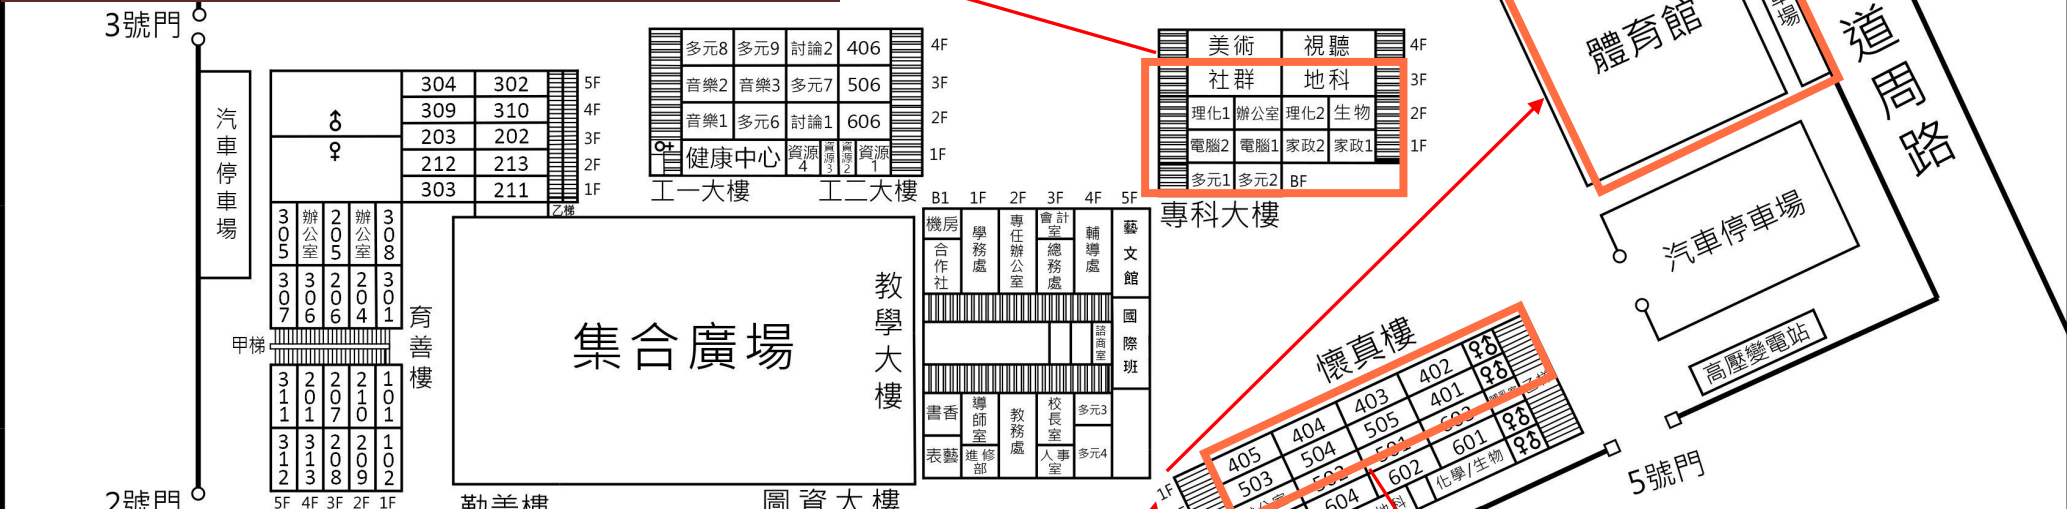 3號門
汽車停車場
304 302 5F
309 310 4F
♂
203 202 3F
♀
212 213 2F
303 211 1F
乙梯
305 辦公室 205 辦公室 308
307 306 206 204 301
甲梯
育善樓
311 201 207 210 101
312 313 208 209 102
5F 4F 3F 2F 1F
2號門
多元8 多元9 討論2 406 4F
音樂2 音樂3 多元7 506 3F
音樂1 多元6 討論1 606 2F
健康中心 資源4 資源3 資源2 資源1 1F
工一大樓 工二大樓
集合廣場
勤美樓
圖資大樓
教學大樓
B1 1F 2F 3F 4F 5F
機房 學務處 專任辦公室 會計室 輔導處 藝文館
合作社 總務處
諮商室 國際班
書香 導師室 教務處 校長室 多元3
表藝 進修部 人事室 多元4
美術 視聽 4F
社群 地科 3F
理化1 辦公室 理化2 生物 2F
電腦2 電腦1 家政2 家政1 1F
多元1 多元2 BF
專科大樓
體育館
車場
道周路
汽車停車場
高壓變電站
5號門
懷真樓
405 404 403 402 ♀♂
503 504 505 401 ♀♂
502 501 603
604 602 601 ♀♂
化學/生物 ♀♂
乙梯
1F